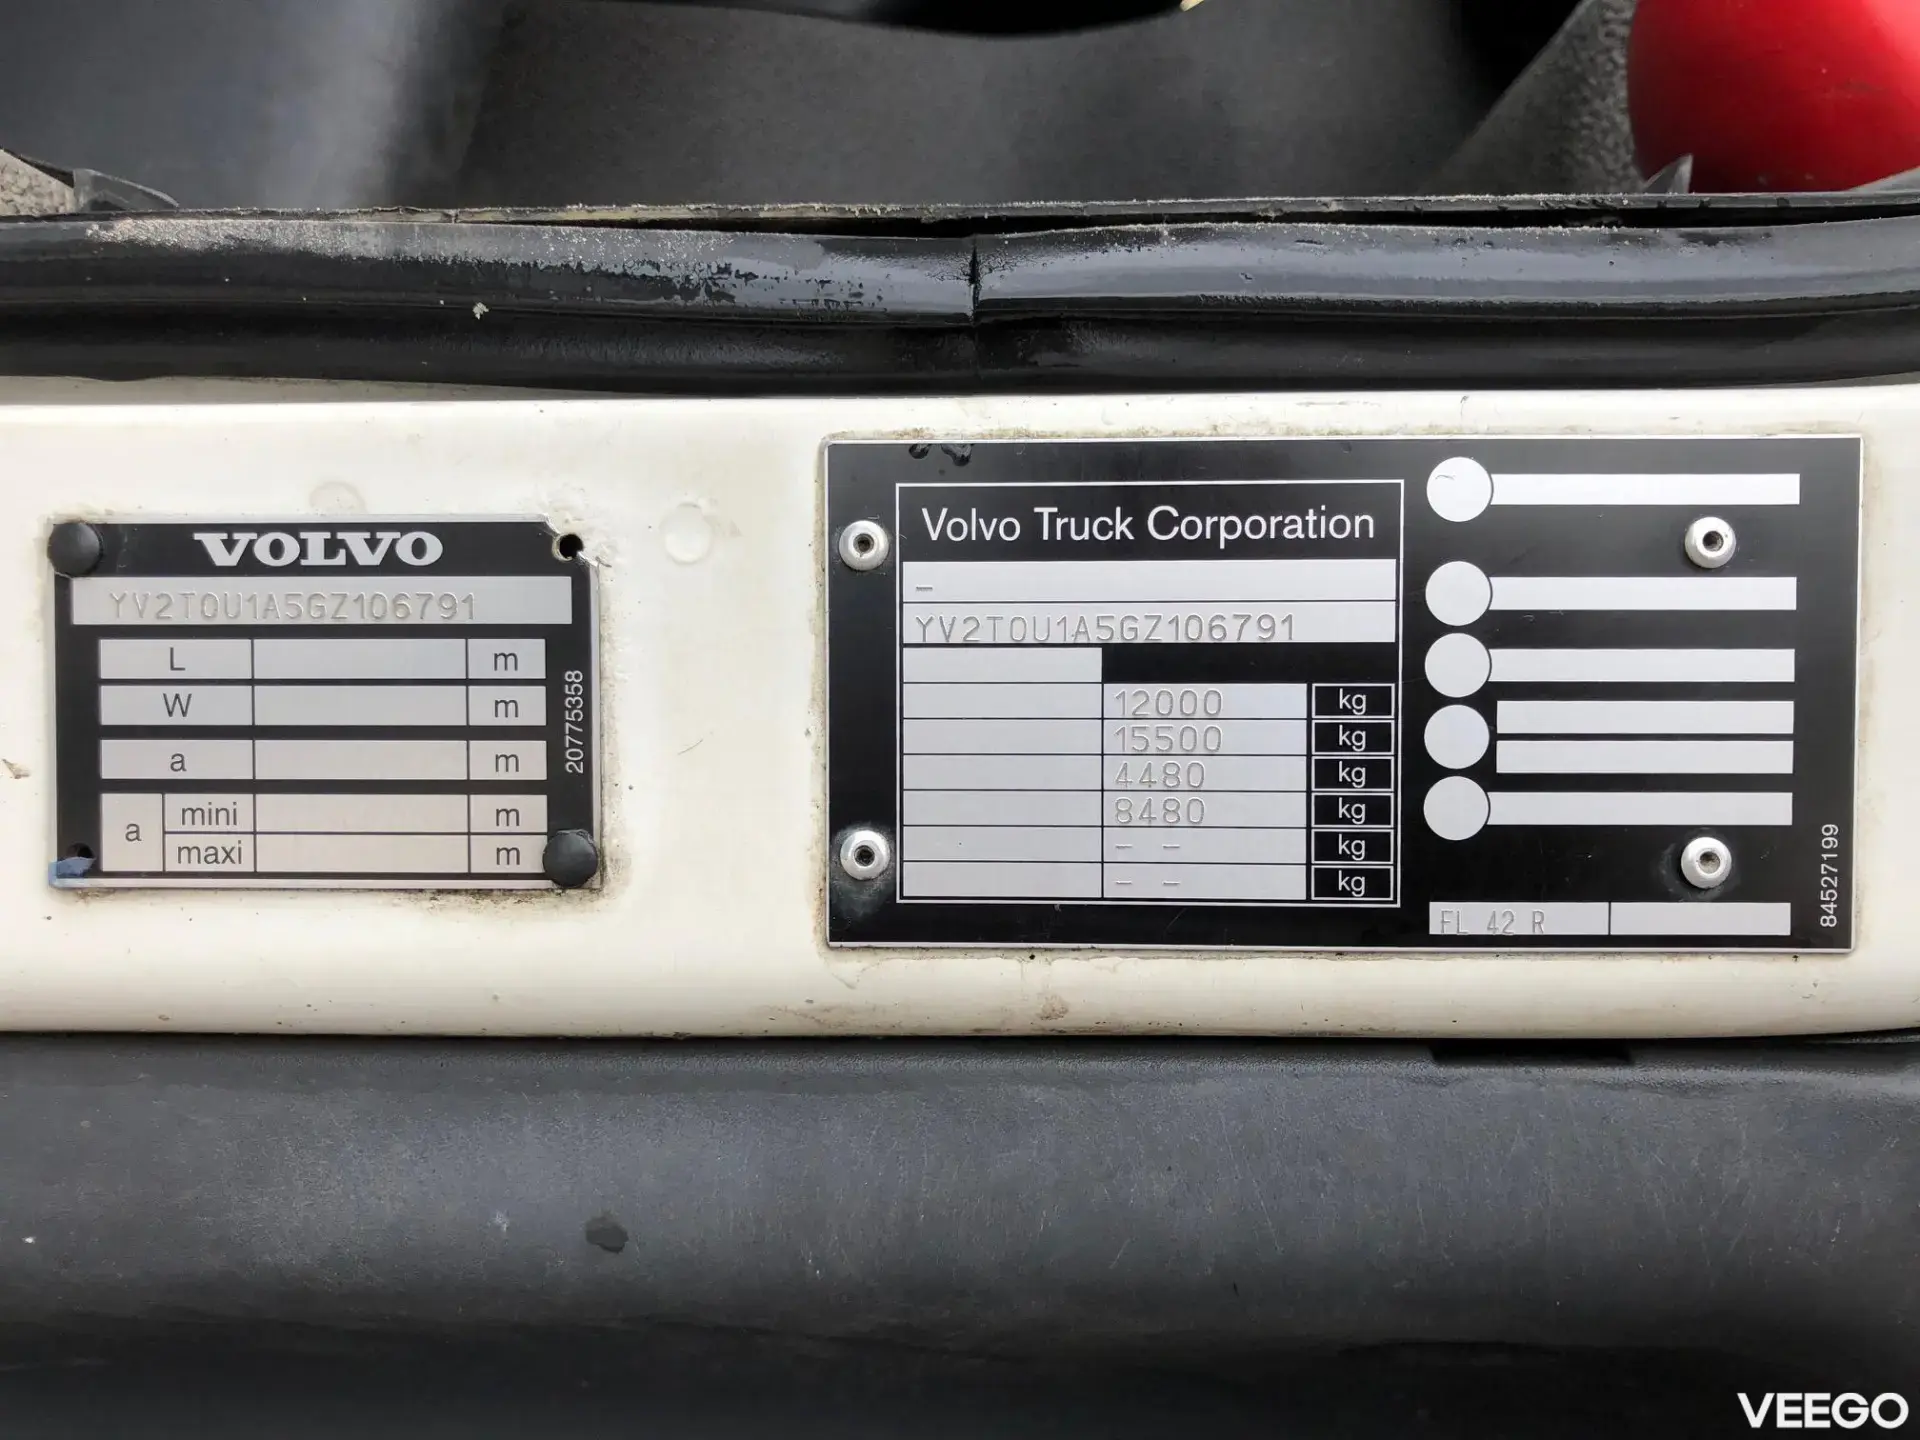 VOLVO
YV2T0U1A5GZ106791
L m
W m
a m
a mini m
maxi m
20775358
Volvo Truck Corporation
–
YV2T0U1A5GZ106791
12000 kg
15500 kg
4480 kg
8480 kg
– – kg
– – kg
FL 42 R
84527199
VEEGO